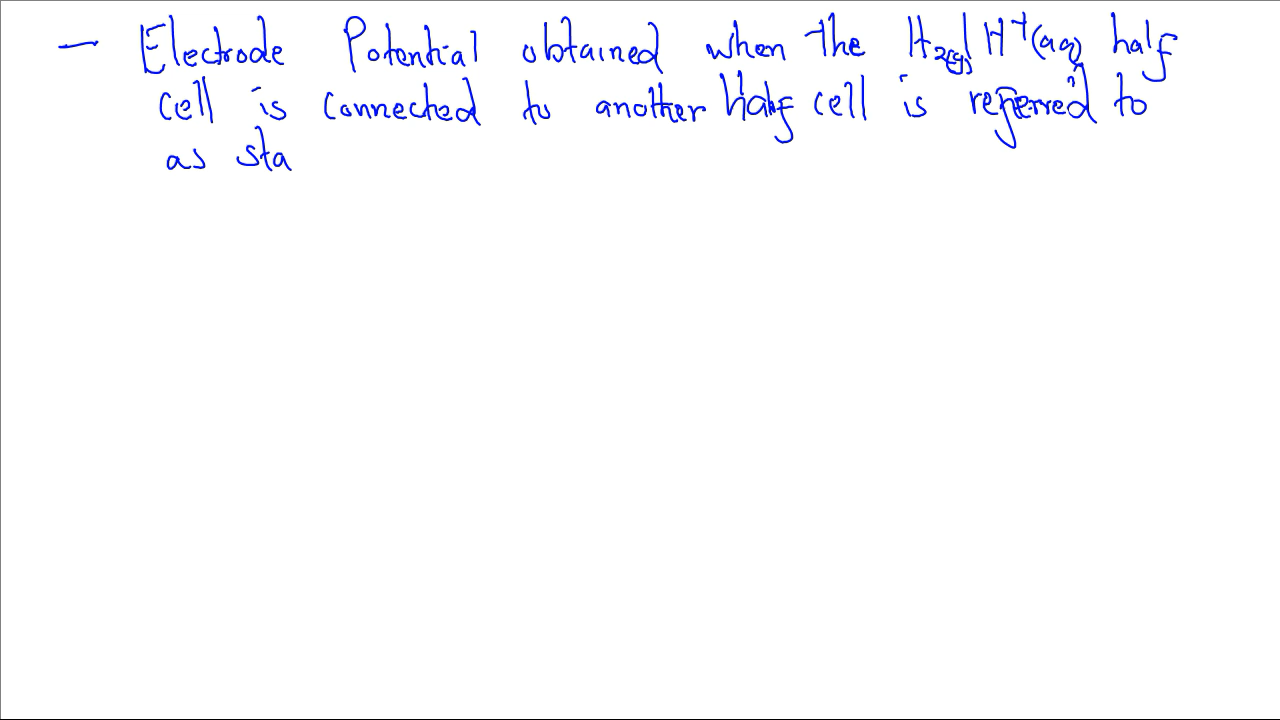 — Electrode Potential obtained when the H₂(g)| H⁺(aq) half
cell is connected to another half cell is referred to
as sta